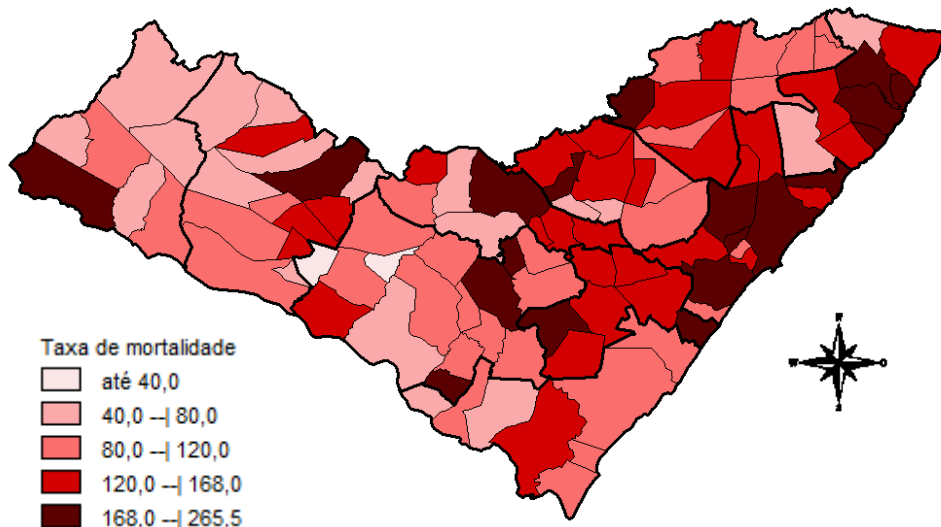 Taxa de mortalidade
até 40,0
40,0 --| 80,0
80,0 --| 120,0
120,0 --| 168,0
168,0 --| 265,5